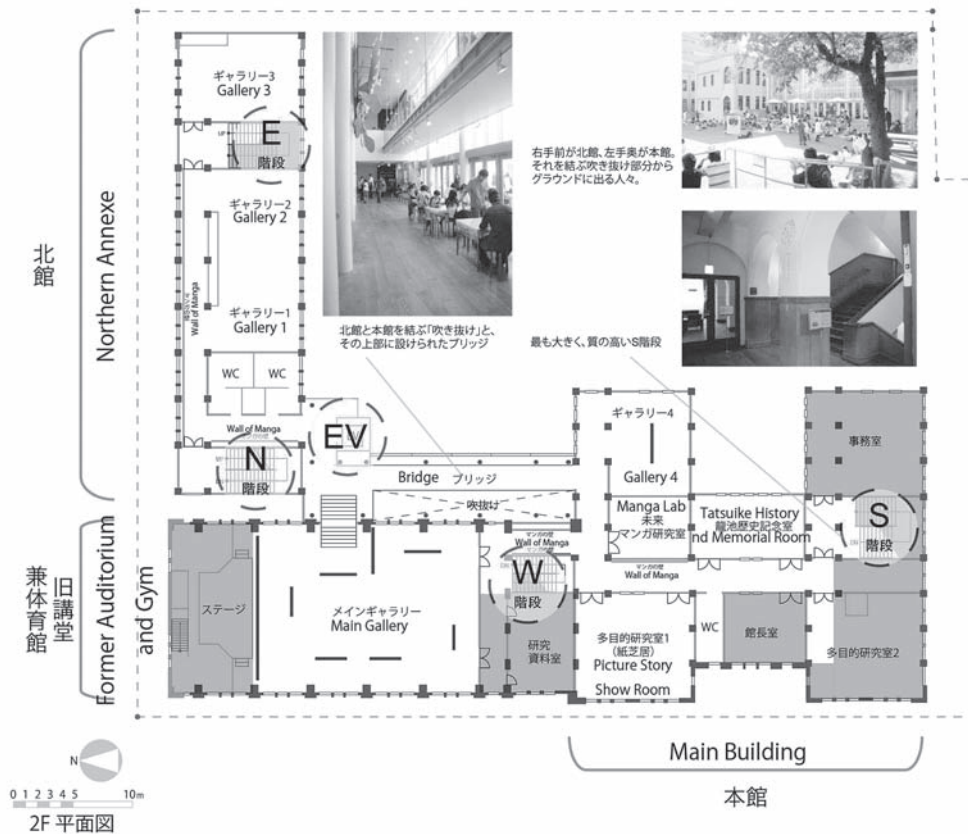 北館
Northern Annexe
ギャラリー3
Gallery 3
UP
E
階段
ギャラリー2
Gallery 2
ギャラリー1
Gallery 1
Wall of Manga
WC
WC
Wall of Manga
N
階段
EV
北館と本館を結ぶ「吹き抜け」と、
その上部に設けられたブリッジ
右手前が北館、左手奥が本館。
それを結ぶ吹き抜け部分から
グラウンドに出る人々。
最も大きく、質の高いS階段
Bridge ブリッジ
吹抜け
ギャラリー4
Gallery 4
Manga Lab
未来
マンガ研究室
Tatsuike History
龍池歴史記念室
nd Memorial Room
事務室
S
階段
旧講堂
兼体育館
Former Auditorium
and Gym
ステージ
メインギャラリー
Main Gallery
マンガの壁
Wall of Manga
W
階段
研究
資料室
マンガの壁
Wall of Manga
多目的研究室1
(紙芝居)
Picture Story
Show Room
WC
館長室
多目的研究室2
Main Building
本館
N
0 1 2 3 4 5 10m
2F 平面図